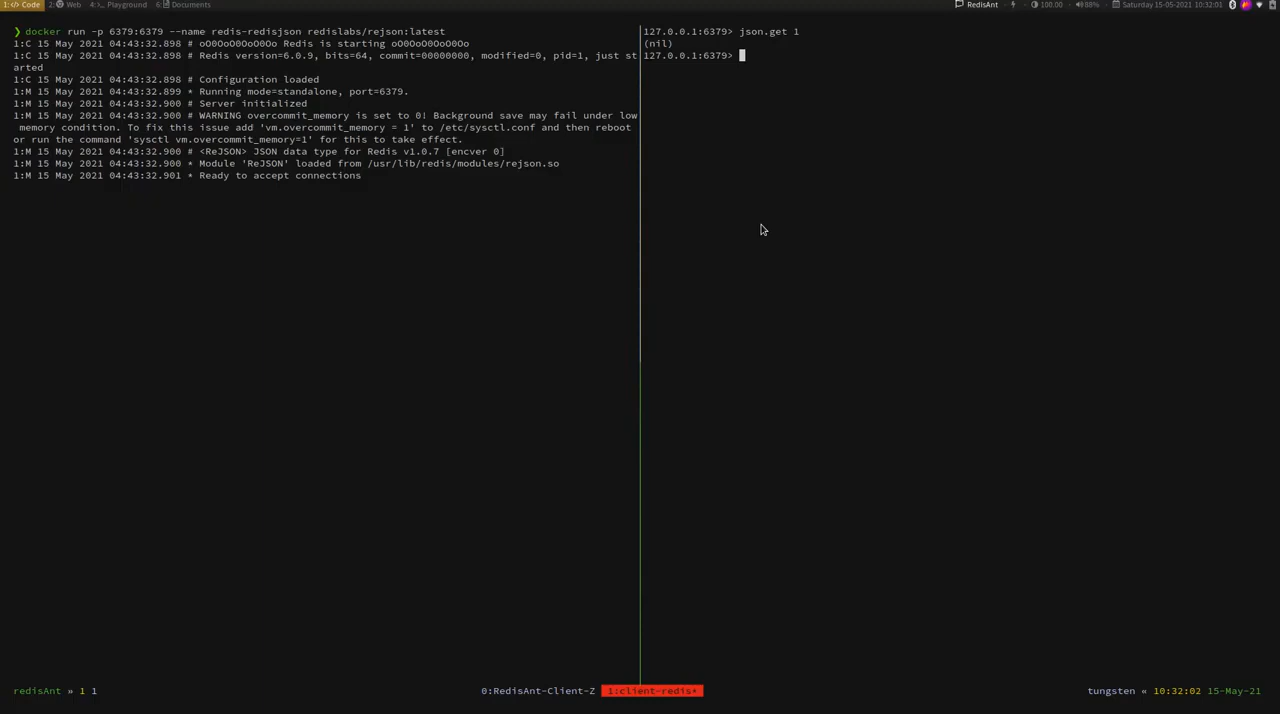 1:</> Code 2: Web 4:>_ Playground 6: Documents RedisAnt 100.00 88% Saturday 15-05-2021 10:32:01
❯ docker run -p 6379:6379 --name redis-redisjson redislabs/rejson:latest
1:C 15 May 2021 04:43:32.898 # oO0OoO0OoO0Oo Redis is starting oO0OoO0OoO0Oo
1:C 15 May 2021 04:43:32.898 # Redis version=6.0.9, bits=64, commit=00000000, modified=0, pid=1, just st
arted
1:C 15 May 2021 04:43:32.898 # Configuration loaded
1:M 15 May 2021 04:43:32.899 * Running mode=standalone, port=6379.
1:M 15 May 2021 04:43:32.900 # Server initialized
1:M 15 May 2021 04:43:32.900 # WARNING overcommit_memory is set to 0! Background save may fail under low
memory condition. To fix this issue add 'vm.overcommit_memory = 1' to /etc/sysctl.conf and then reboot
or run the command 'sysctl vm.overcommit_memory=1' for this to take effect.
1:M 15 May 2021 04:43:32.900 # <ReJSON> JSON data type for Redis v1.0.7 [encver 0]
1:M 15 May 2021 04:43:32.900 * Module 'ReJSON' loaded from /usr/lib/redis/modules/rejson.so
1:M 15 May 2021 04:43:32.901 * Ready to accept connections
127.0.0.1:6379> json.get 1
(nil)
127.0.0.1:6379>
redisAnt » 1 1 0:RedisAnt-Client-Z 1:client-redis* tungsten « 10:32:02 15-May-21